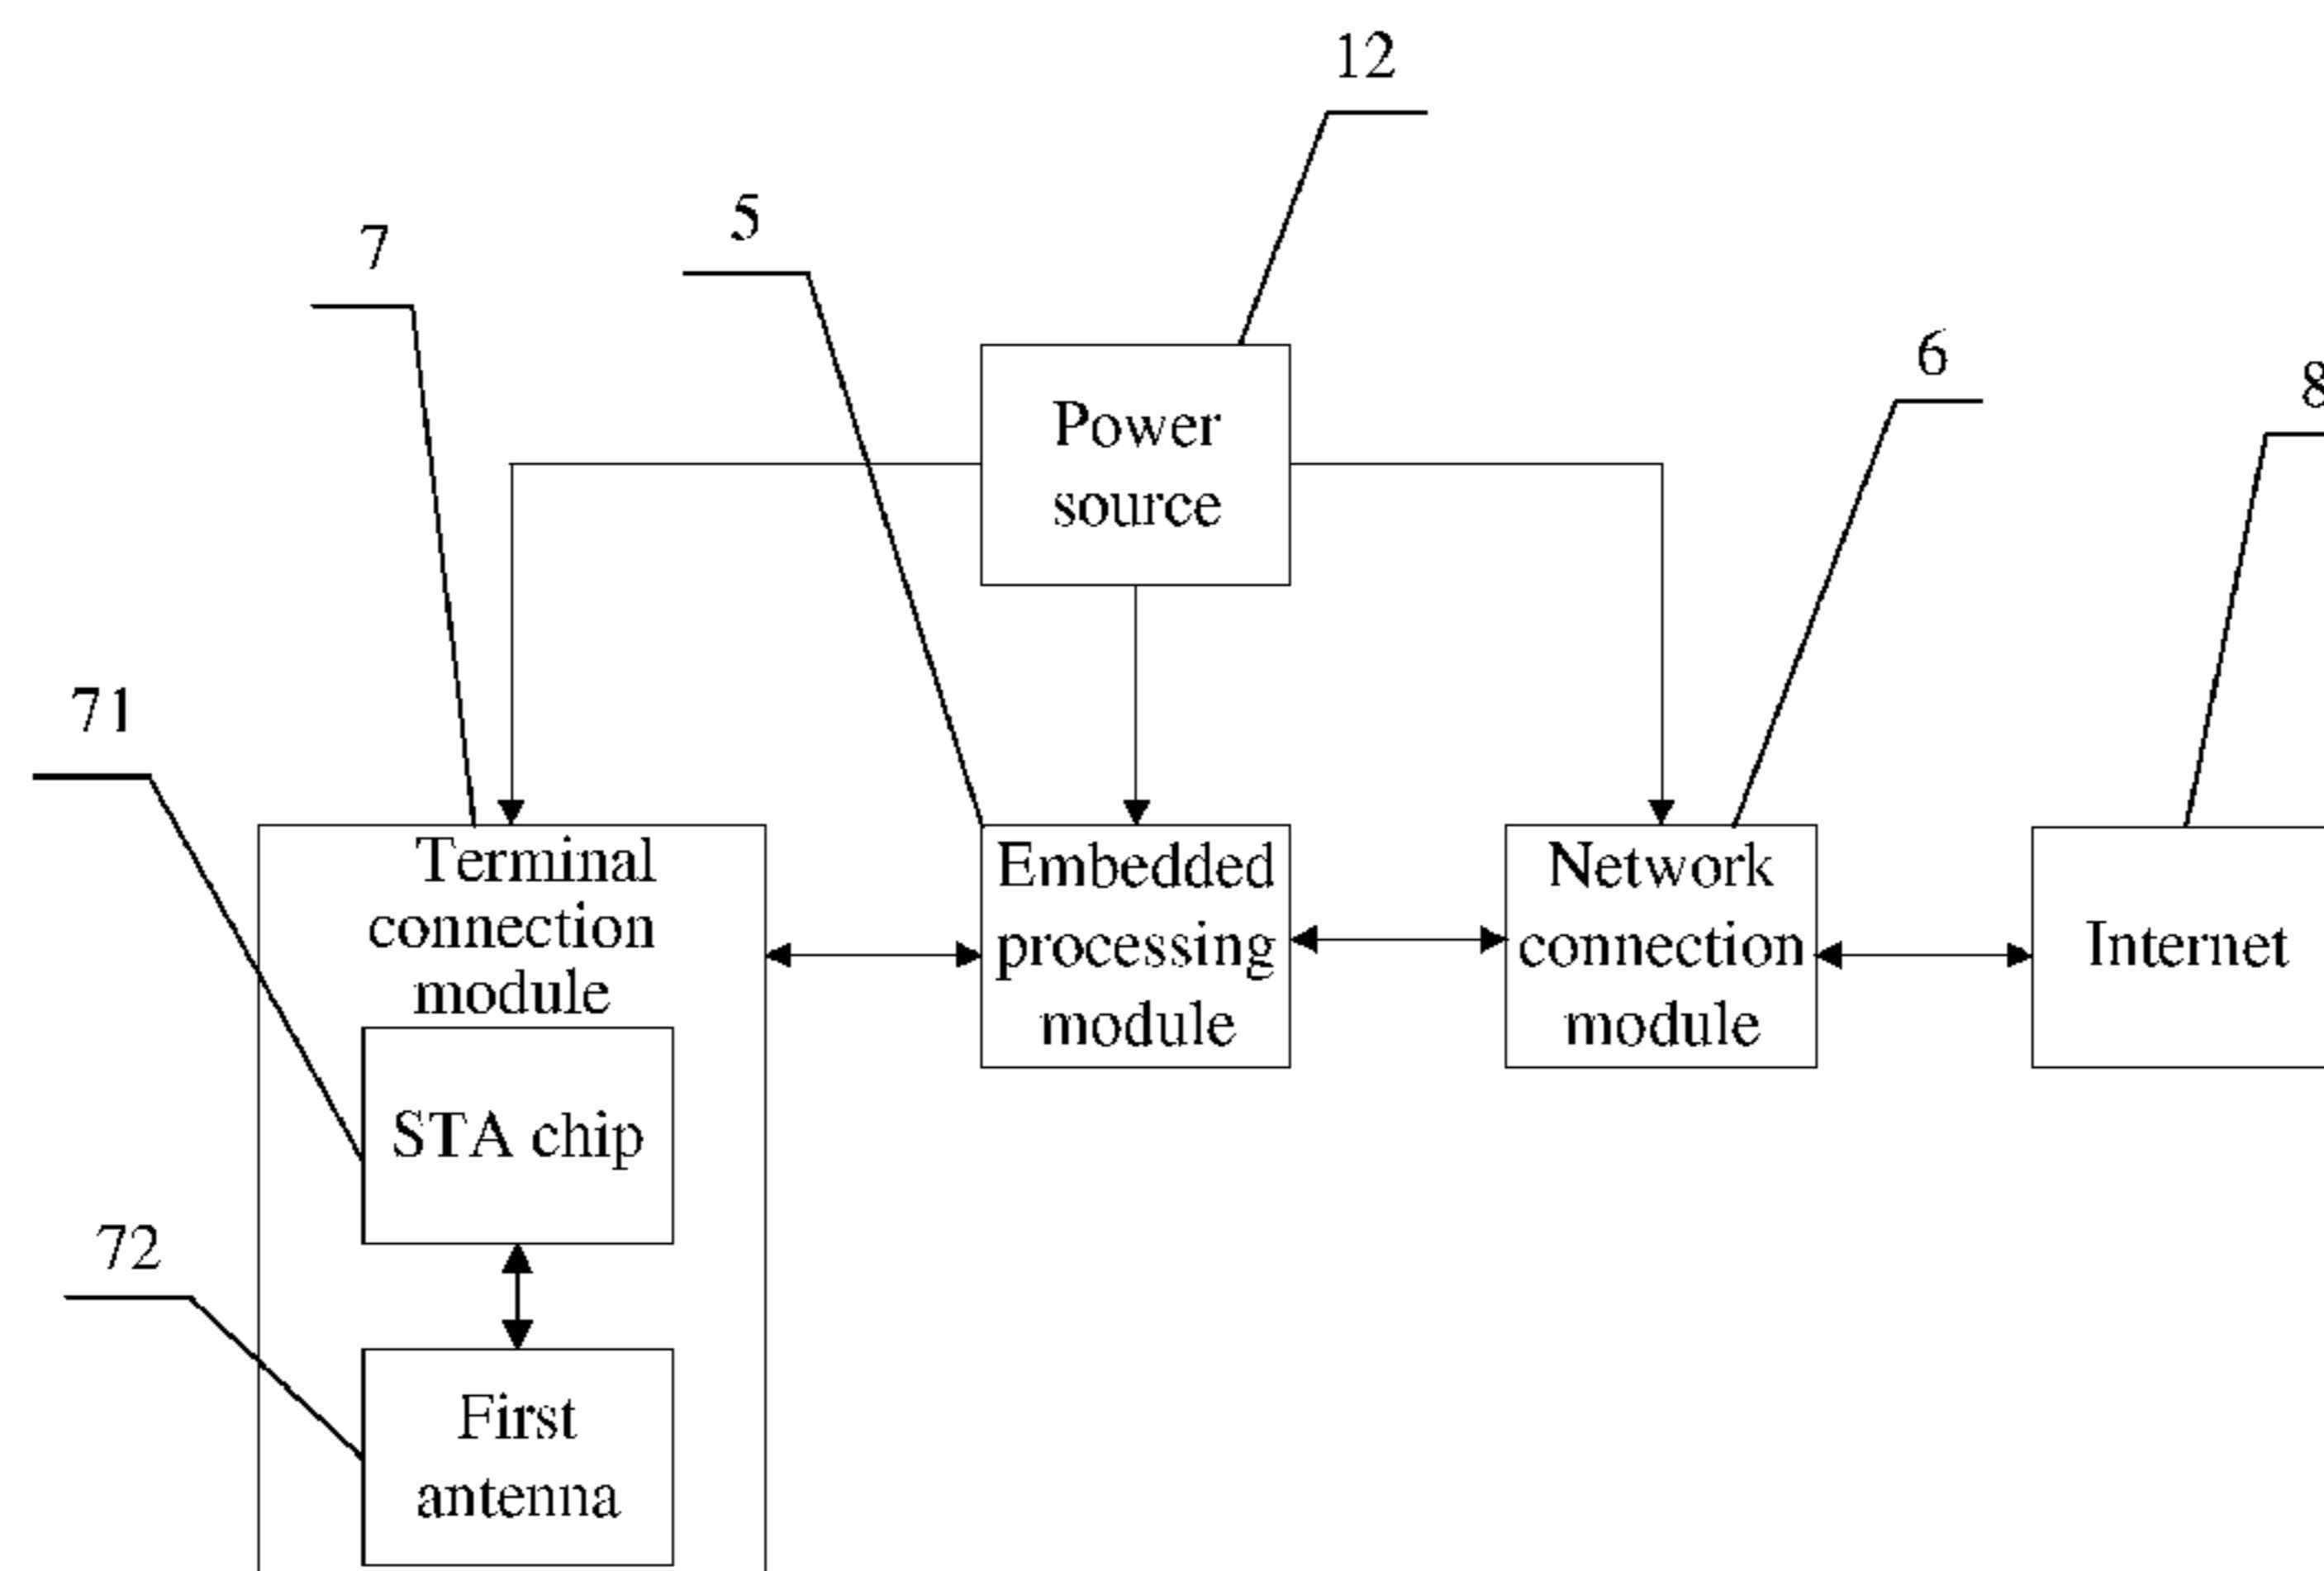 12
5
7
6
8
Power
source
71
Terminal
connection
module
Embedded
processing
module
Network
connection
module
Internet
STA chip
72
First
antenna